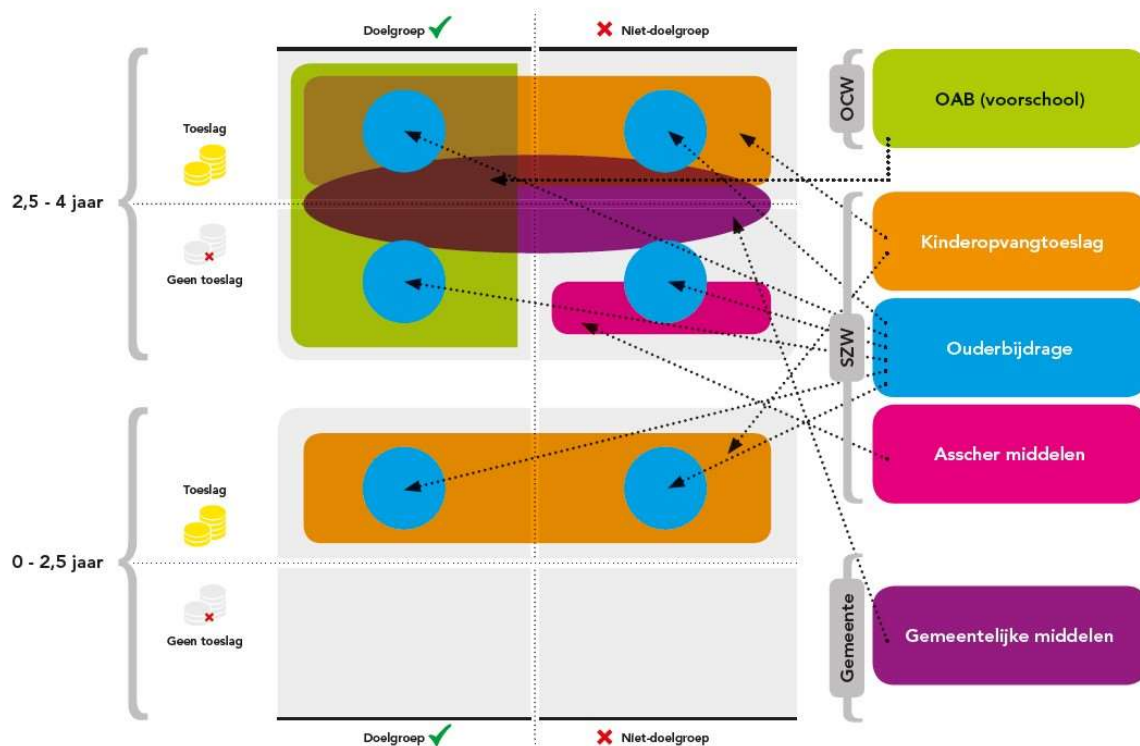 Doelgroep
Niet-doelgroep
OCW
OAB (voorschool)
Toeslag
2,5 - 4 jaar
Geen toeslag
SZW
Kinderopvangtoeslag
Ouderbijdrage
Asscher middelen
Toeslag
0 - 2,5 jaar
Geen toeslag
Gemeente
Gemeentelijke middelen
Doelgroep
Niet-doelgroep